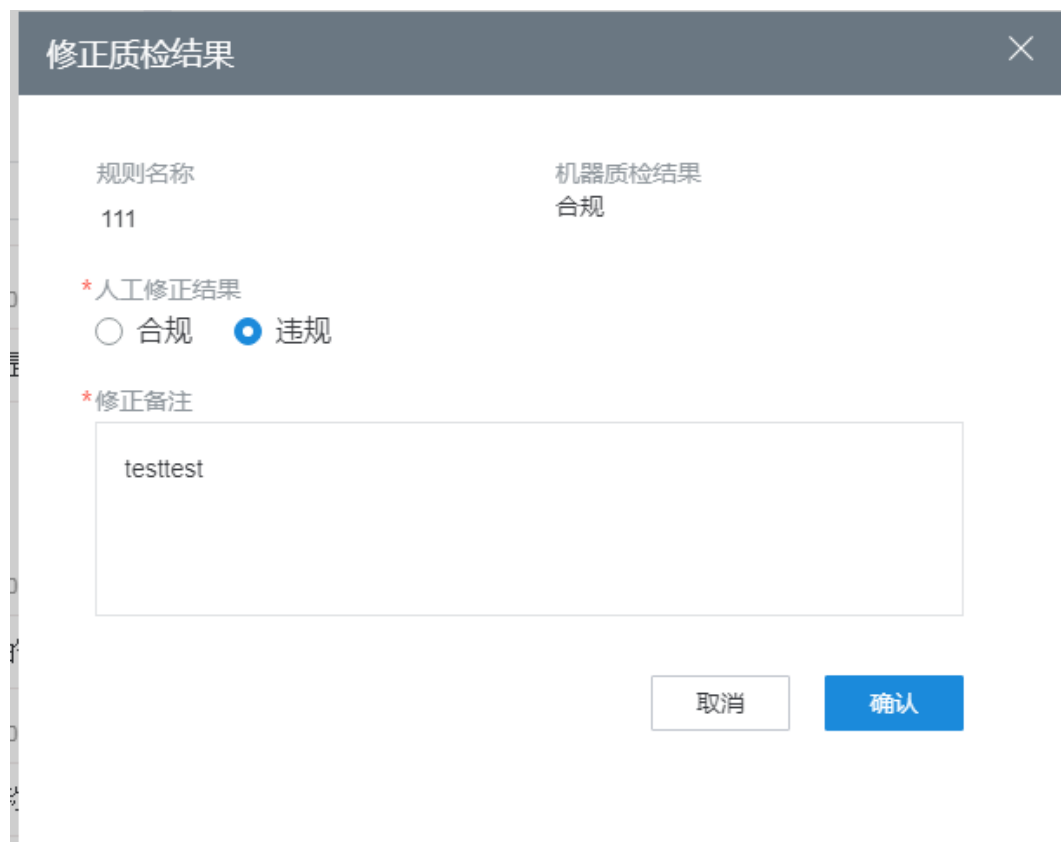 修正质检结果
规则名称
机器质检结果
111
合规
*人工修正结果
合规 违规
*修正备注
testtest
取消 确认